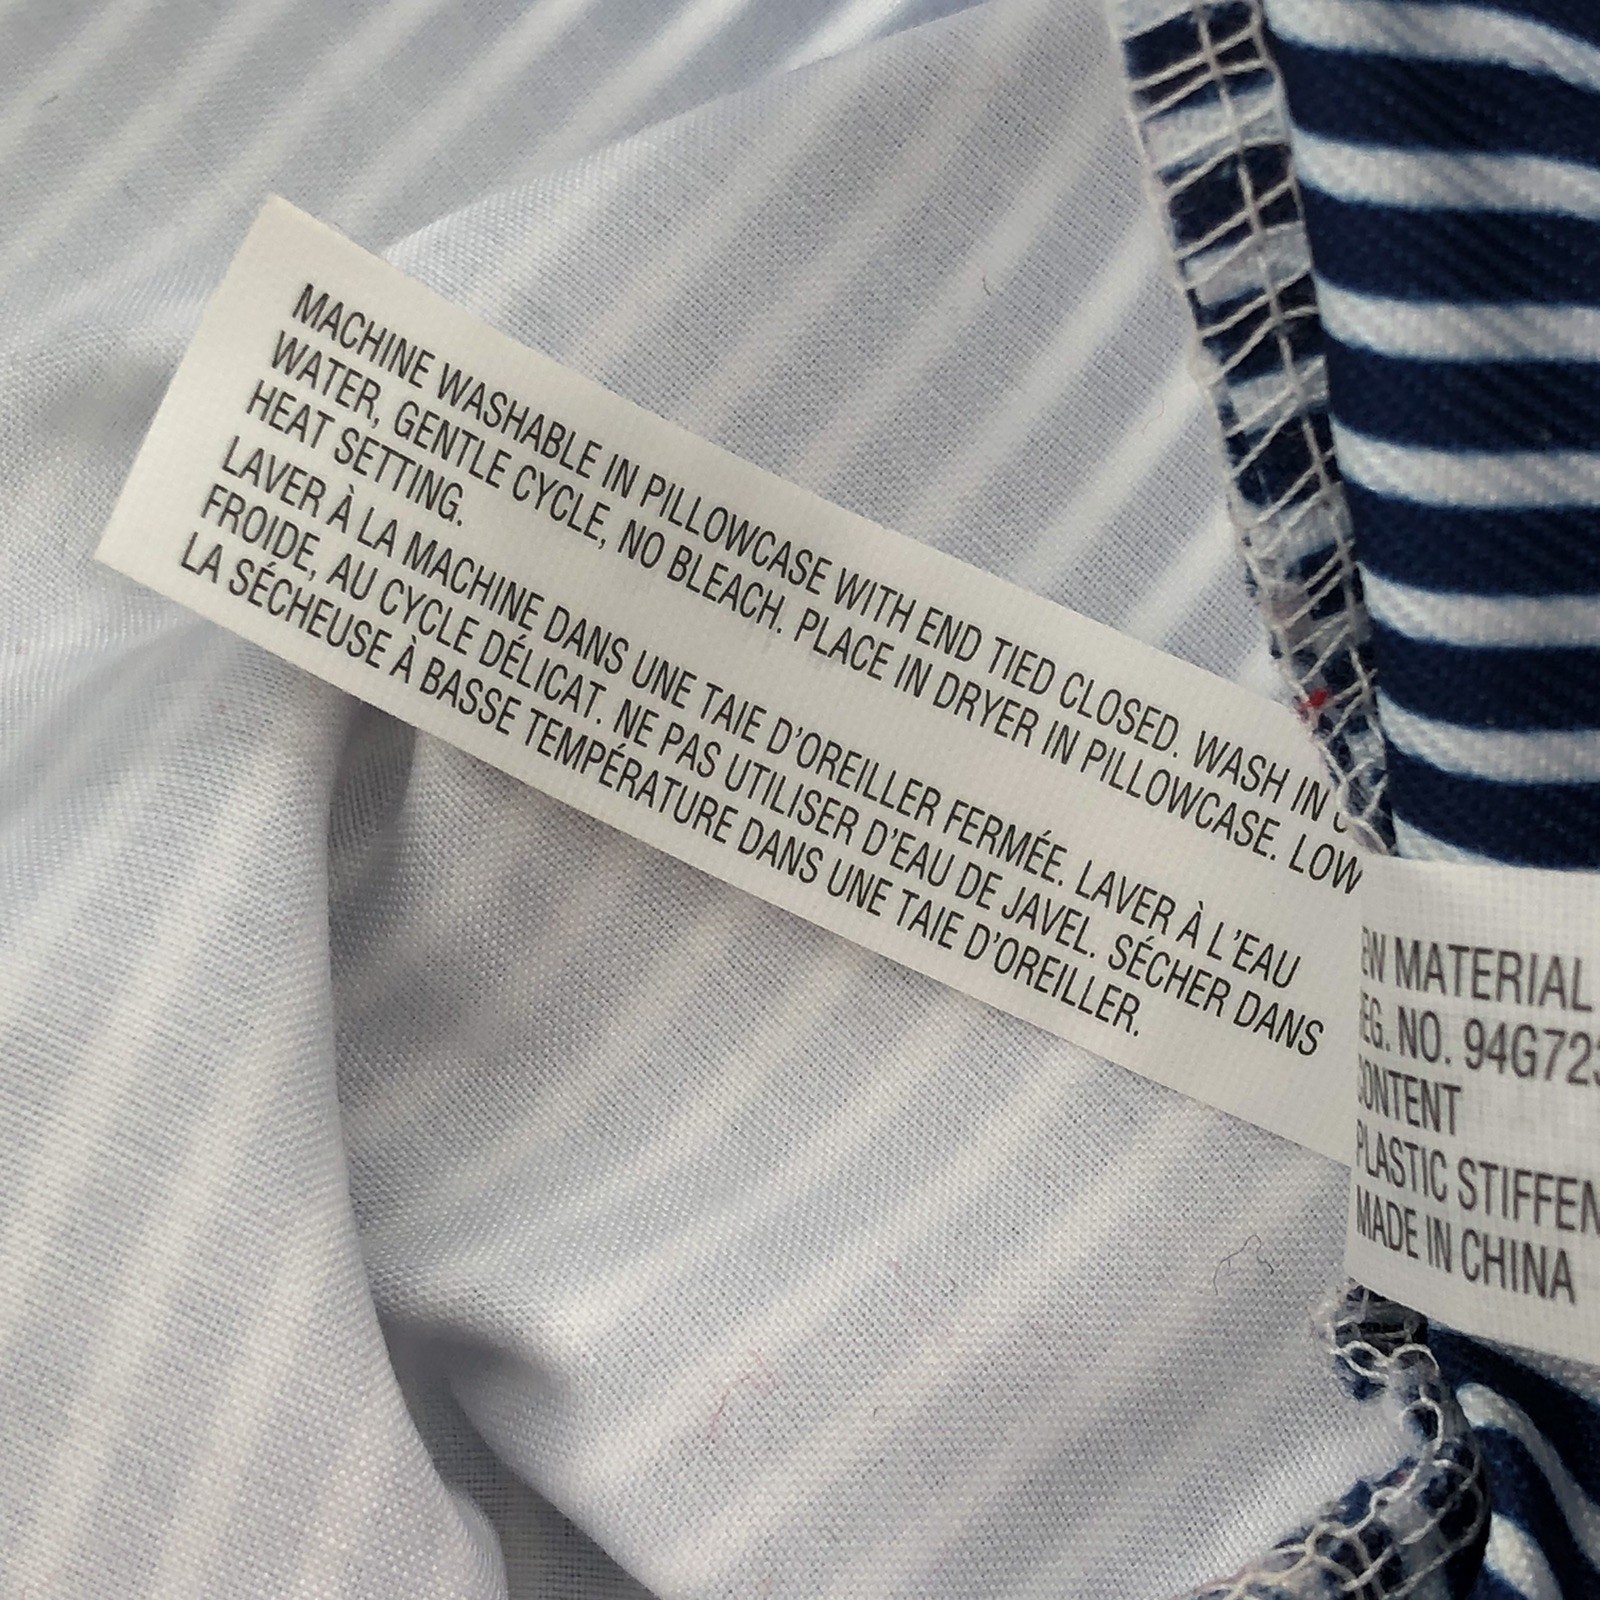 MACHINE WASHABLE IN PILLOWCASE WITH END TIED CLOSED. WASH IN
WATER, GENTLE CYCLE, NO BLEACH. PLACE IN DRYER IN PILLOWCASE. LOW
HEAT SETTING.
LAVER À LA MACHINE DANS UNE TAIE D'OREILLER FERMÉE. LAVER À L'EAU
FROIDE, AU CYCLE DÉLICAT. NE PAS UTILISER D'EAU DE JAVEL. SÉCHER DANS
LA SÉCHEUSE À BASSE TEMPÉRATURE DANS UNE TAIE D'OREILLER.
MATERIAL
NO. 94G723
CONTENT
PLASTIC STIFFEN
MADE IN CHINA